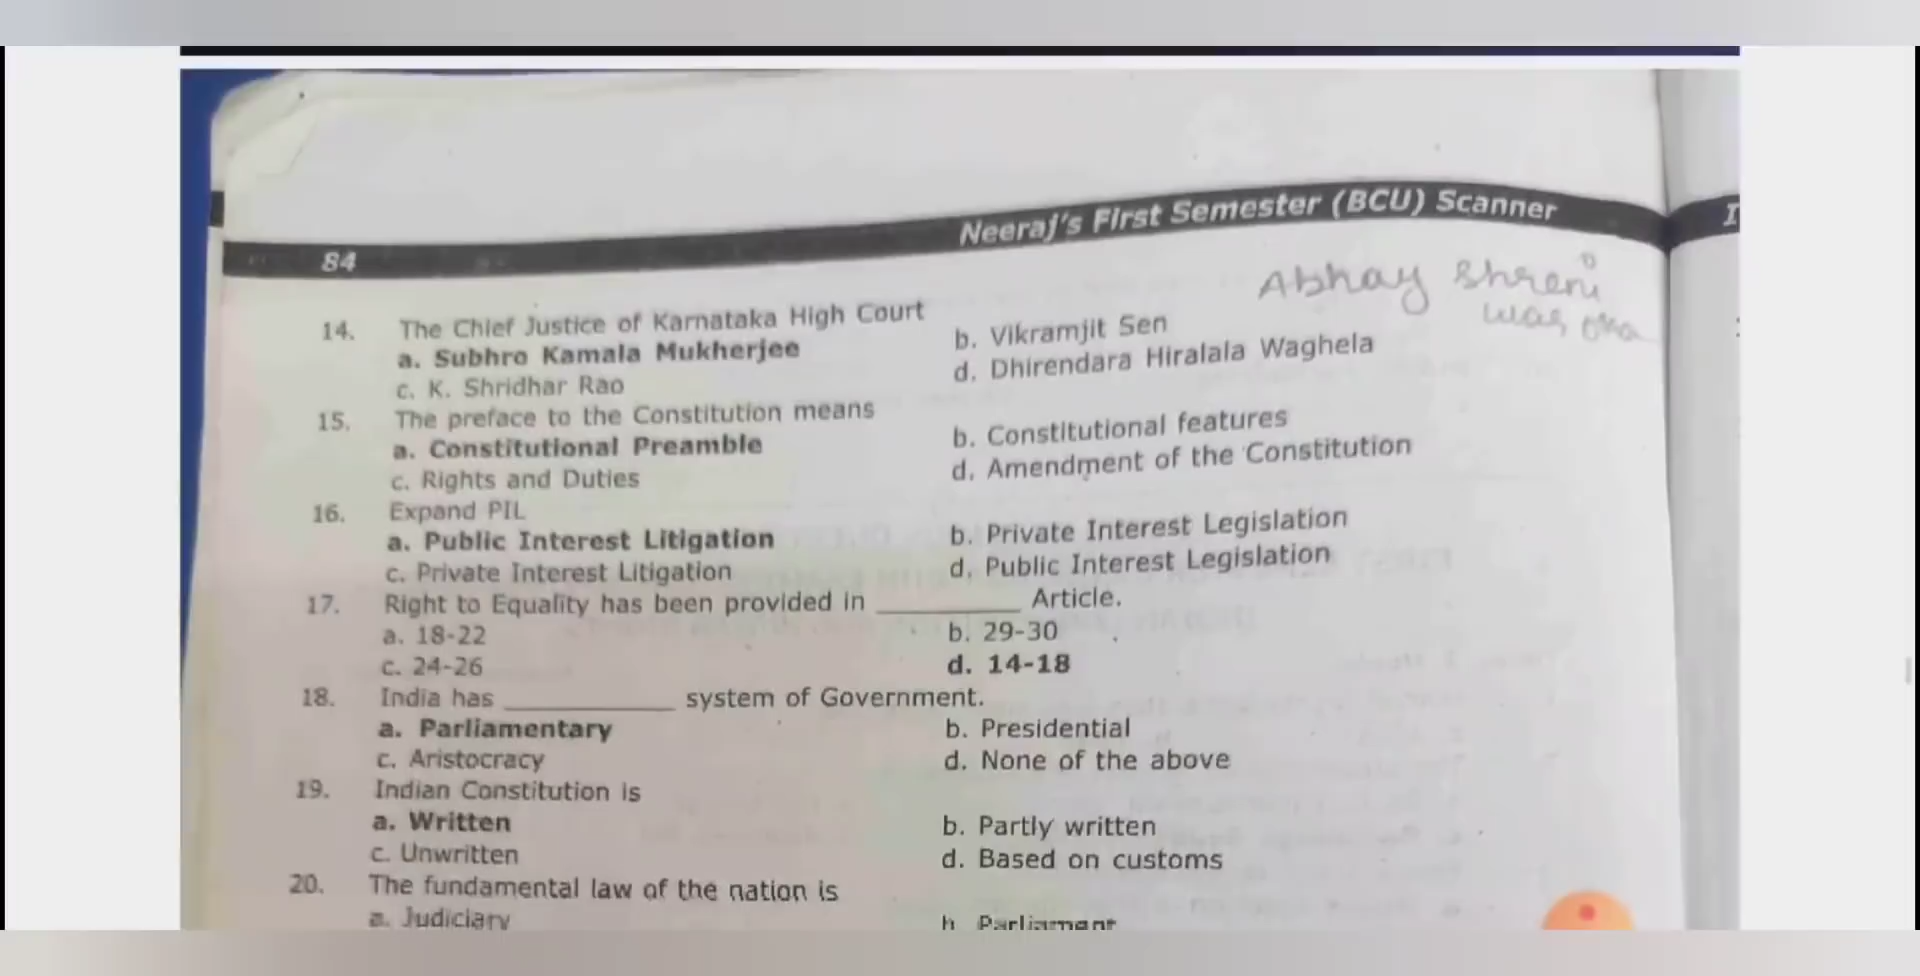 Neeraj's First Semester (BCU) Scanner
I
84
Abhay Shreni
was
14. The Chief Justice of Karnataka High Court
a. Subhro Kamala Mukherjee b. Vikramjit Sen
c. K. Shridhar Rao d. Dhirendara Hiralala Waghela
15. The preface to the Constitution means
a. Constitutional Preamble b. Constitutional features
c. Rights and Duties d. Amendment of the Constitution
16. Expand PIL
a. Public Interest Litigation b. Private Interest Legislation
c. Private Interest Litigation d. Public Interest Legislation
17. Right to Equality has been provided in __________ Article.
a. 18-22 b. 29-30
c. 24-26 d. 14-18
18. India has ____________ system of Government.
a. Parliamentary b. Presidential
c. Aristocracy d. None of the above
19. Indian Constitution is
a. Written b. Partly written
c. Unwritten d. Based on customs
20. The fundamental law of the nation is
a. Judiciary b. Parliament